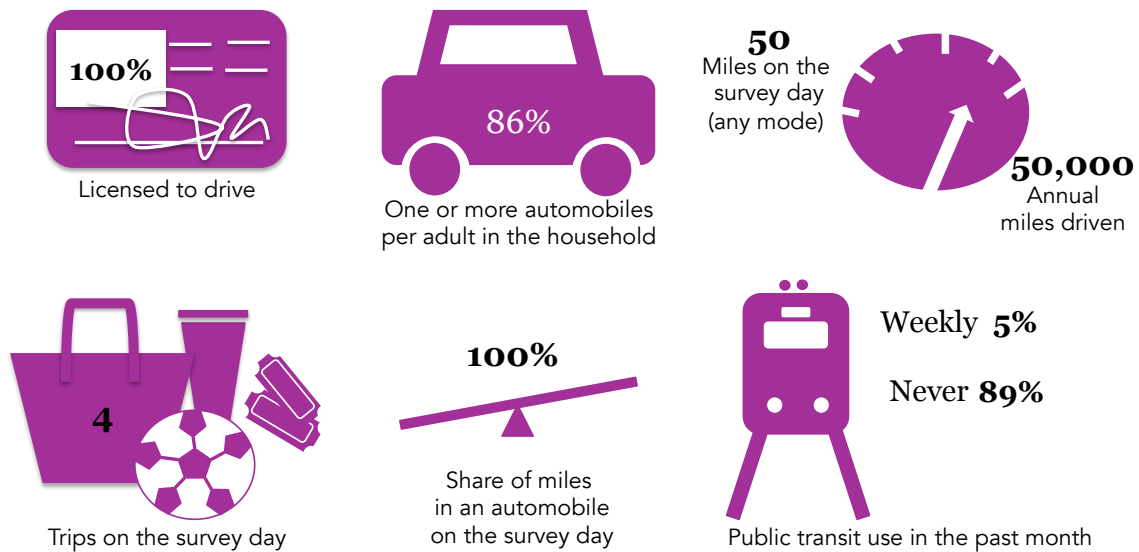 100%
Licensed to drive
86%
One or more automobiles
per adult in the household
50
Miles on the
survey day
(any mode)
50,000
Annual
miles driven
4
Trips on the survey day
100%
Share of miles
in an automobile
on the survey day
Weekly 5%
Never 89%
Public transit use in the past month